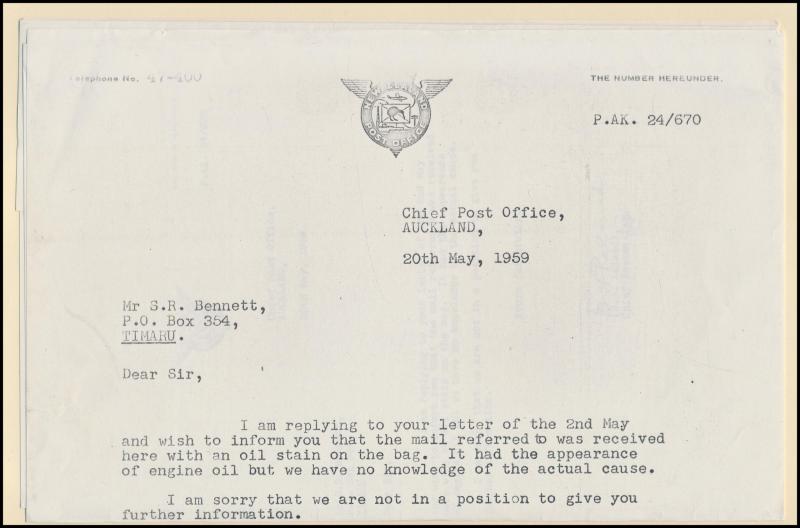 Telephone No. 47-400
THE NUMBER HEREUNDER.
NEW ZEALAND
POST OFFICE
P.AK. 24/670
Chief Post Office,
AUCKLAND,
20th May, 1959
Mr S.R. Bennett,
P.O. Box 354,
TIMARU.
Dear Sir,
I am replying to your letter of the 2nd May
and wish to inform you that the mail referred to was received
here with an oil stain on the bag.  It had the appearance
of engine oil but we have no knowledge of the actual cause.
I am sorry that we are not in a position to give you
further information.